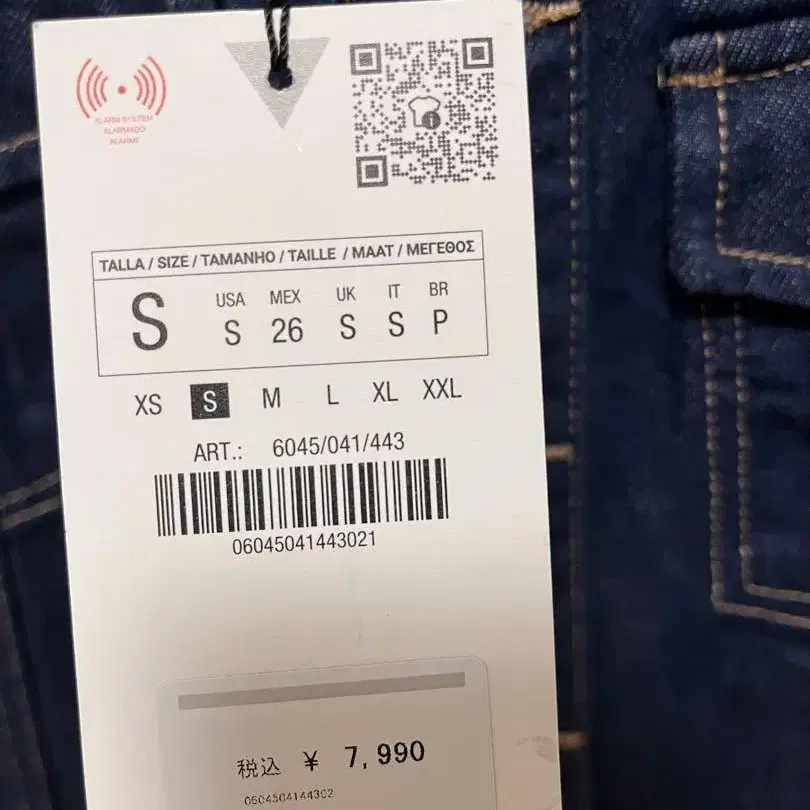 ALARM SYSTEM
ALARMADO
ALARME
TALLA / SIZE / TAMANHO / TAILLE / MAAT / ΜΕΓΕΘΟΣ
S
USA MEX UK IT BR
S 26 S S P
XS S M L XL XXL
ART.: 6045/041/443
06045041443021
税込 ¥ 7,990
0604504144302